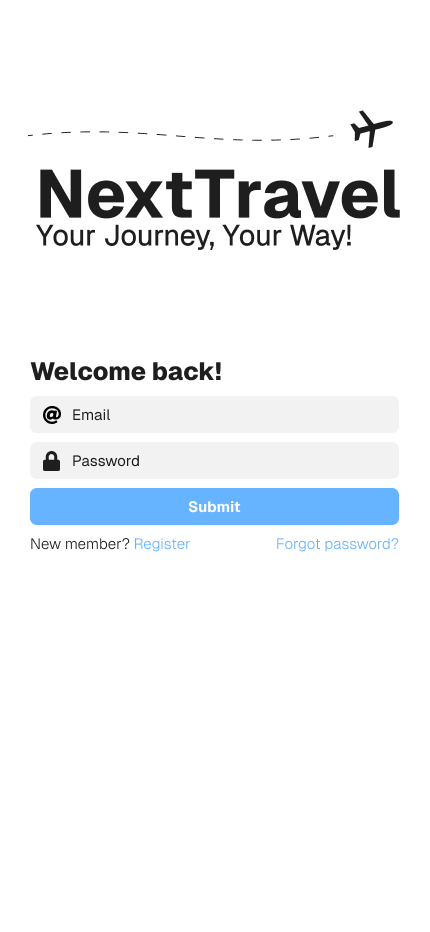 NextTravel
Your Journey, Your Way!
Welcome back!
@ Email
Password
Submit
New member? Register Forgot password?